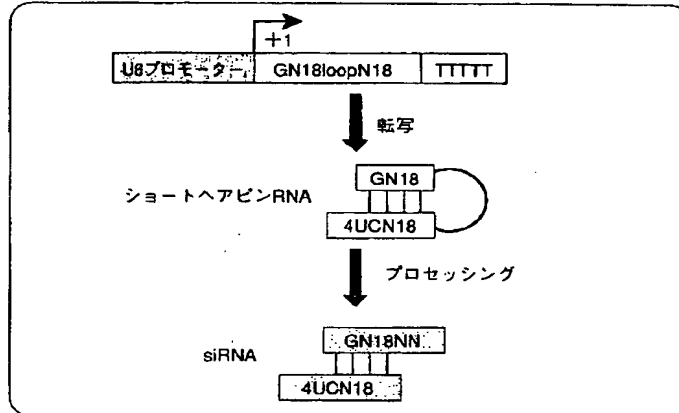 +1
U6プロモーター GN18loopN18 TTTTT
転写
GN18
ショートヘアピンRNA
4UCN18
プロセッシング
GN18NN
siRNA
4UCN18